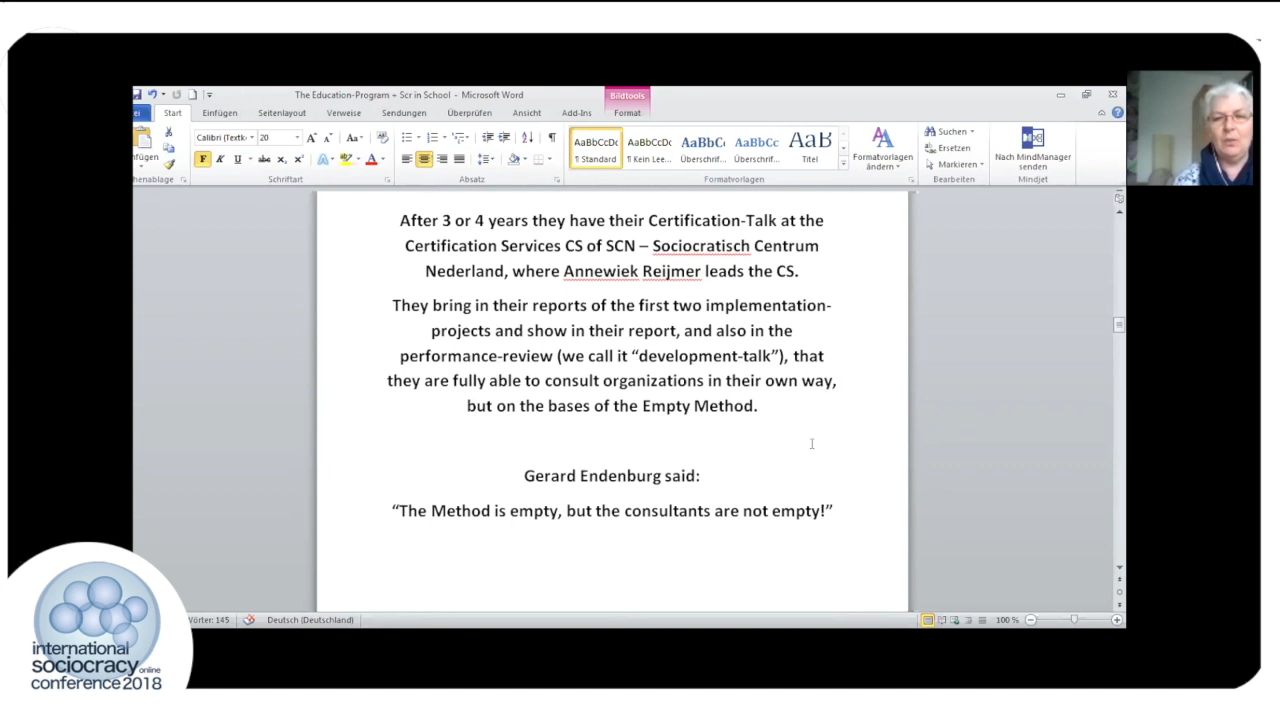 The Education-Program + Scr in School - Microsoft Word
Bildtools
Start Einfügen Seitenlayout Verweise Sendungen Überprüfen Ansicht Add-Ins Format
Calibri (Textk 20
AaBbCcDc AaBbCcDc AaBbC AaBbCc AaB
¶ Standard ¶ Kein Lee... Überschrif... Überschrif... Titel
Formatvorlagen ändern
Suchen
Ersetzen
Markieren
Nach MindManager senden
Schriftart Absatz Formatvorlagen Bearbeiten Mindjet
After 3 or 4 years they have their Certification-Talk at the
Certification Services CS of SCN – Sociocratisch Centrum
Nederland, where Annewiek Reijmer leads the CS.
They bring in their reports of the first two implementation-
projects and show in their report, and also in the
performance-review (we call it “development-talk”), that
they are fully able to consult organizations in their own way,
but on the bases of the Empty Method.
Gerard Endenburg said:
“The Method is empty, but the consultants are not empty!”
Wörter: 145 Deutsch (Deutschland) 100 %
international
sociocracy online
conference 2018